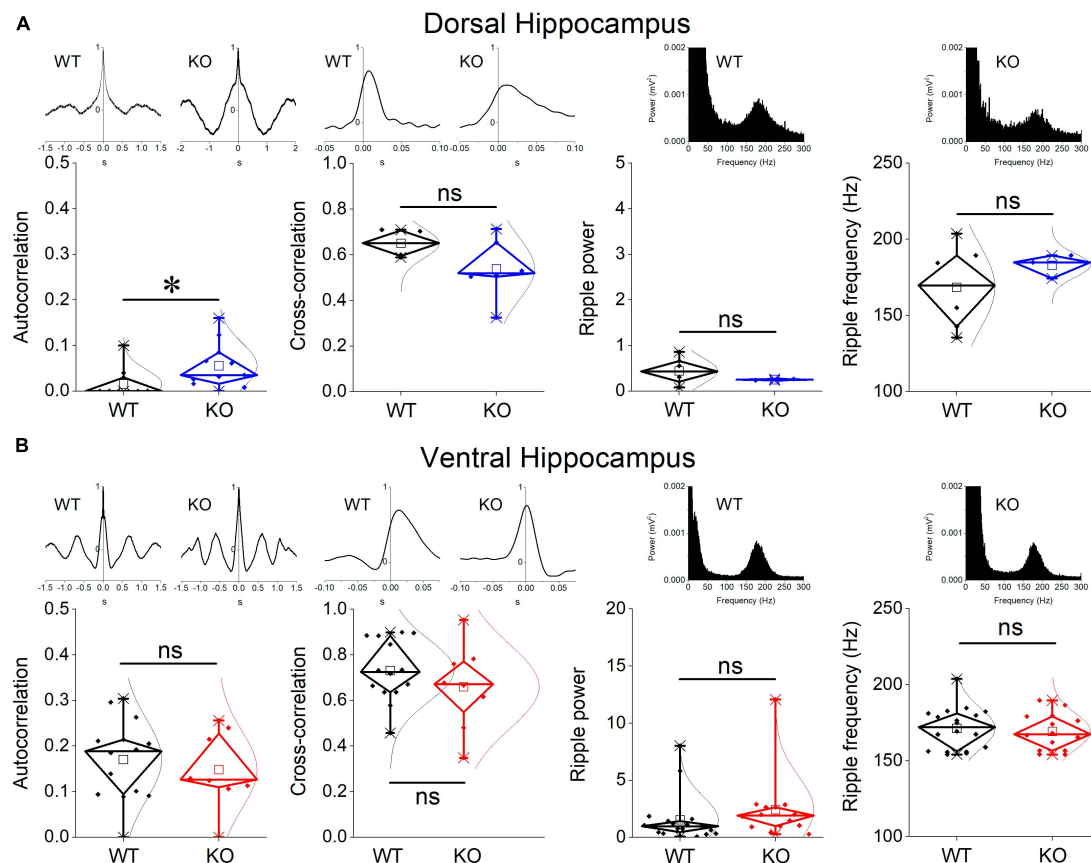 A
Dorsal Hippocampus
WT
1
0
-1.5 -1.0 -0.5 0.0 0.5 1.0 1.5
s
KO
1
0
-2 -1 0 1 2
s
WT
1
0
-0.05 0.00 0.05 0.10
s
KO
1
0
-0.05 0.00 0.05 0.10
s
WT
0.002
0.001
0.000
Power (mV²)
0 50 100 150 200 250 300
Frequency (Hz)
KO
0.002
0.001
0.000
Power (mV²)
0 50 100 150 200 250 300
Frequency (Hz)
Autocorrelation
0.5
0.4
0.3
0.2
0.1
0.0
*
WT KO
Cross-correlation
1.0
0.8
0.6
0.4
0.2
0.0
ns
WT KO
Ripple power
5
4
3
2
1
0
ns
WT KO
Ripple frequency (Hz)
250
200
150
100
ns
WT KO
B
Ventral Hippocampus
WT
1
0
-1.5 -1.0 -0.5 0.0 0.5 1.0 1.5
s
KO
1
0
-1.5 -1.0 -0.5 0.0 0.5 1.0 1.5
s
WT
1
0
-0.10 -0.05 0.00 0.05
s
KO
1
0
-0.10 -0.05 0.00 0.05
s
WT
0.002
0.001
0.000
Power (mV²)
0 50 100 150 200 250 300
Frequency (Hz)
KO
0.002
0.001
0.000
Power (mV²)
0 50 100 150 200 250 300
Frequency (Hz)
Autocorrelation
0.5
0.4
0.3
0.2
0.1
0.0
ns
WT KO
Cross-correlation
1.0
0.8
0.6
0.4
0.2
0.0
ns
WT KO
Ripple power
20
15
10
5
0
ns
WT KO
Ripple frequency (Hz)
250
200
150
100
ns
WT KO